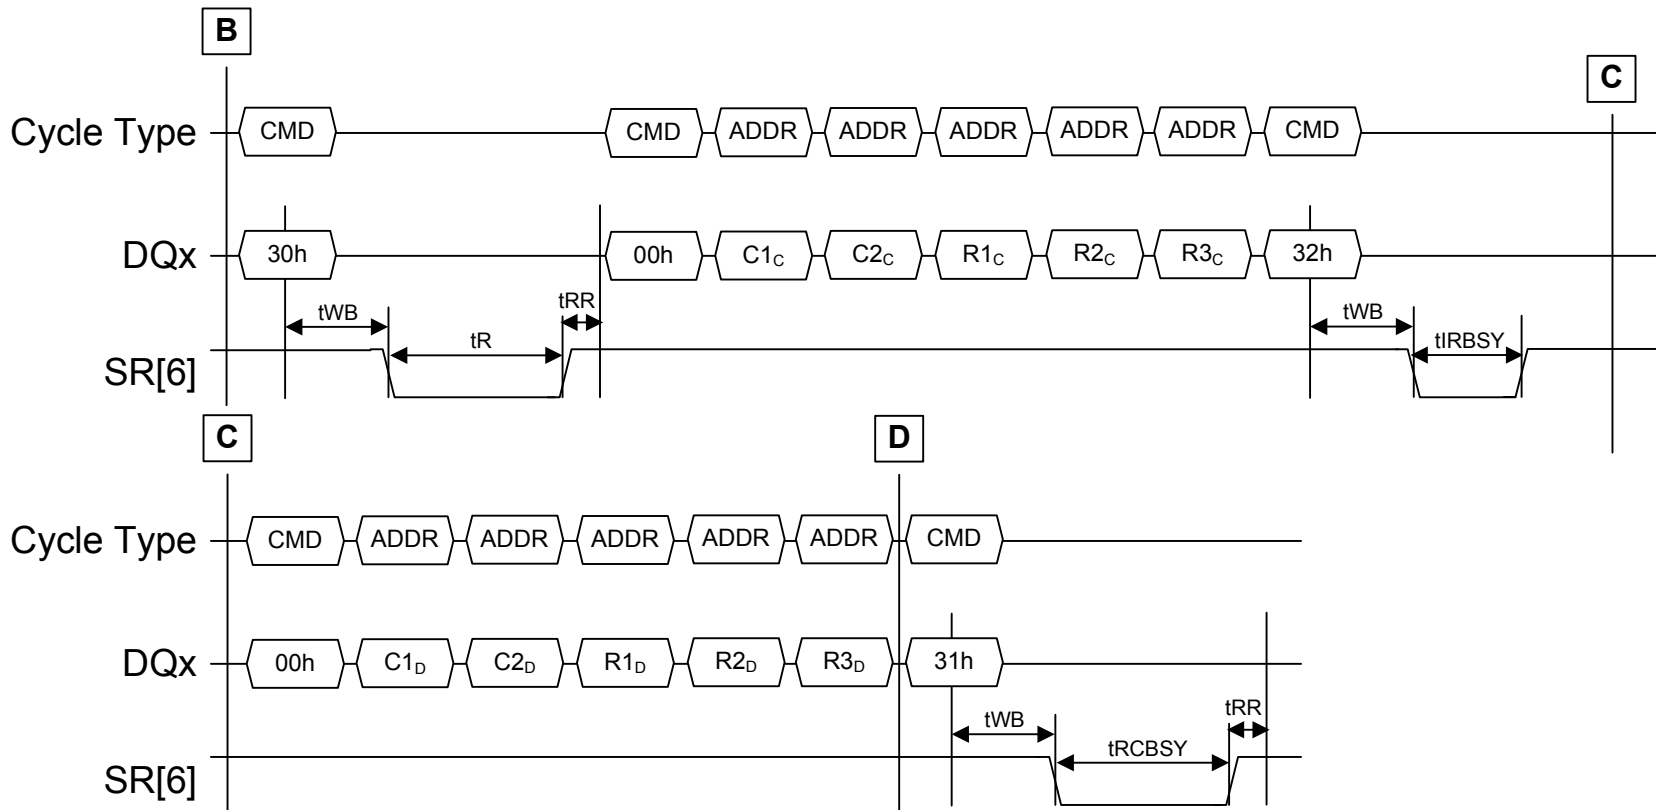 B
C
Cycle Type CMD CMD ADDR ADDR ADDR ADDR ADDR CMD
DQx 30h 00h C1C C2C R1C R2C R3C 32h
tWB tRR tWB
tR tIRBSY
SR[6]
C D
Cycle Type CMD ADDR ADDR ADDR ADDR ADDR CMD
DQx 00h C1D C2D R1D R2D R3D 31h
tWB tRR
tRCBSY
SR[6]